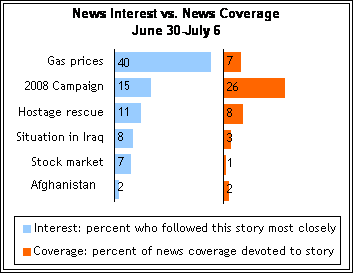 News Interest vs. News Coverage
June 30-July 6
Gas prices 40 7
2008 Campaign 15 26
Hostage rescue 11 8
Situation in Iraq 8 3
Stock market 7 1
Afghanistan 2 2
Interest: percent who followed this story most closely
Coverage: percent of news coverage devoted to story